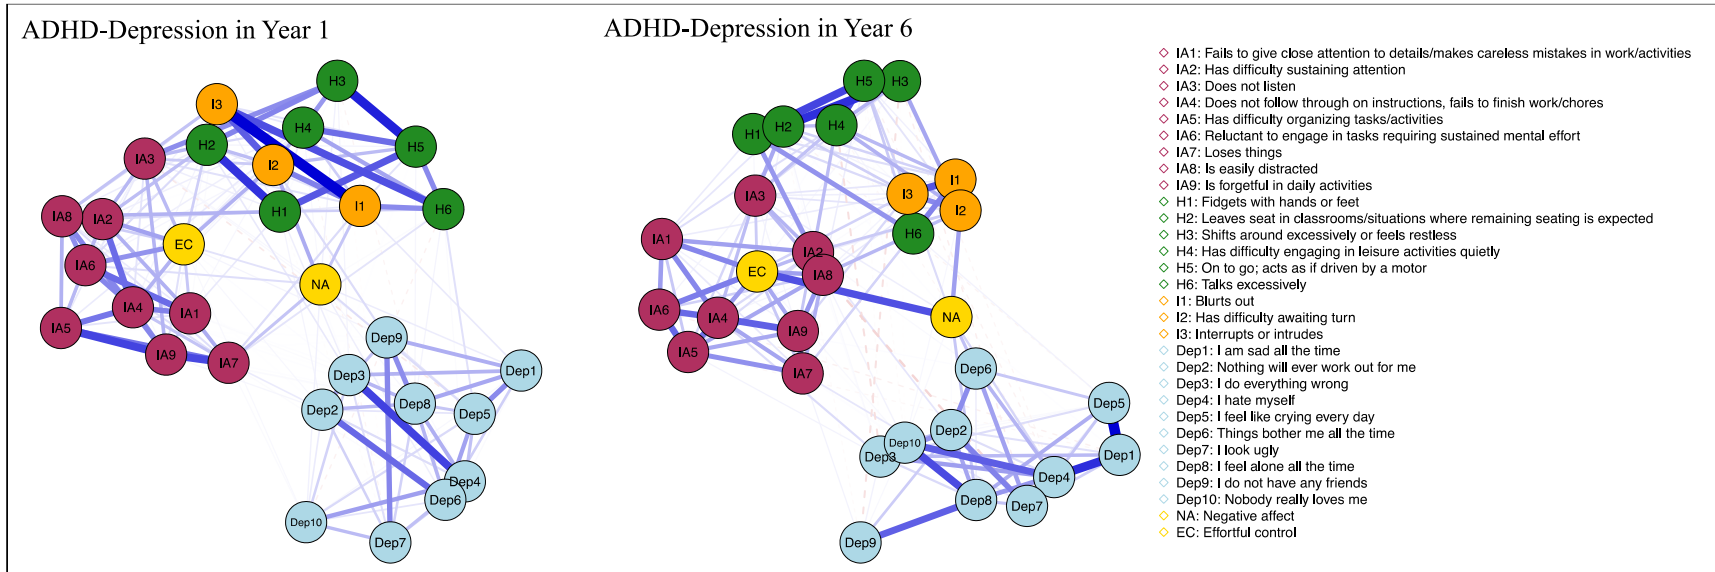 ADHD-Depression in Year 1
H3
I3
H4
H2
H5
IA3
I2
I1
H1
H6
IA8
IA2
EC
IA6
NA
IA4
IA1
IA5
IA9
IA7
Dep9
Dep3
Dep1
Dep2
Dep8
Dep5
Dep4
Dep6
Dep10
Dep7
ADHD-Depression in Year 6
H5
H3
H1
H2
H4
I1
IA3
I3
I2
H6
IA1
IA2
EC
IA8
IA6
IA4
NA
IA9
IA5
IA7
Dep6
Dep5
Dep2
Dep10
Dep3
Dep1
Dep4
Dep8
Dep7
Dep9
IA1: Fails to give close attention to details/makes careless mistakes in work/activities
IA2: Has difficulty sustaining attention
IA3: Does not listen
IA4: Does not follow through on instructions, fails to finish work/chores
IA5: Has difficulty organizing tasks/activities
IA6: Reluctant to engage in tasks requiring sustained mental effort
IA7: Loses things
IA8: Is easily distracted
IA9: Is forgetful in daily activities
H1: Fidgets with hands or feet
H2: Leaves seat in classrooms/situations where remaining seating is expected
H3: Shifts around excessively or feels restless
H4: Has difficulty engaging in leisure activities quietly
H5: On to go; acts as if driven by a motor
H6: Talks excessively
I1: Blurts out
I2: Has difficulty awaiting turn
I3: Interrupts or intrudes
Dep1: I am sad all the time
Dep2: Nothing will ever work out for me
Dep3: I do everything wrong
Dep4: I hate myself
Dep5: I feel like crying every day
Dep6: Things bother me all the time
Dep7: I look ugly
Dep8: I feel alone all the time
Dep9: I do not have any friends
Dep10: Nobody really loves me
NA: Negative affect
EC: Effortful control